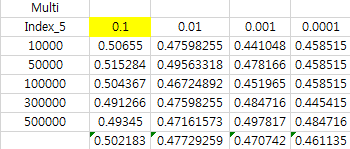 Multi
Index_5 0.1 0.01 0.001 0.0001
10000 0.50655 0.47598255 0.441048 0.458515
50000 0.515284 0.49563318 0.478166 0.458515
100000 0.504367 0.46724892 0.451965 0.458515
300000 0.491266 0.47598255 0.484716 0.445415
500000 0.49345 0.47161573 0.497817 0.484716
0.502183 0.47729259 0.470742 0.461135